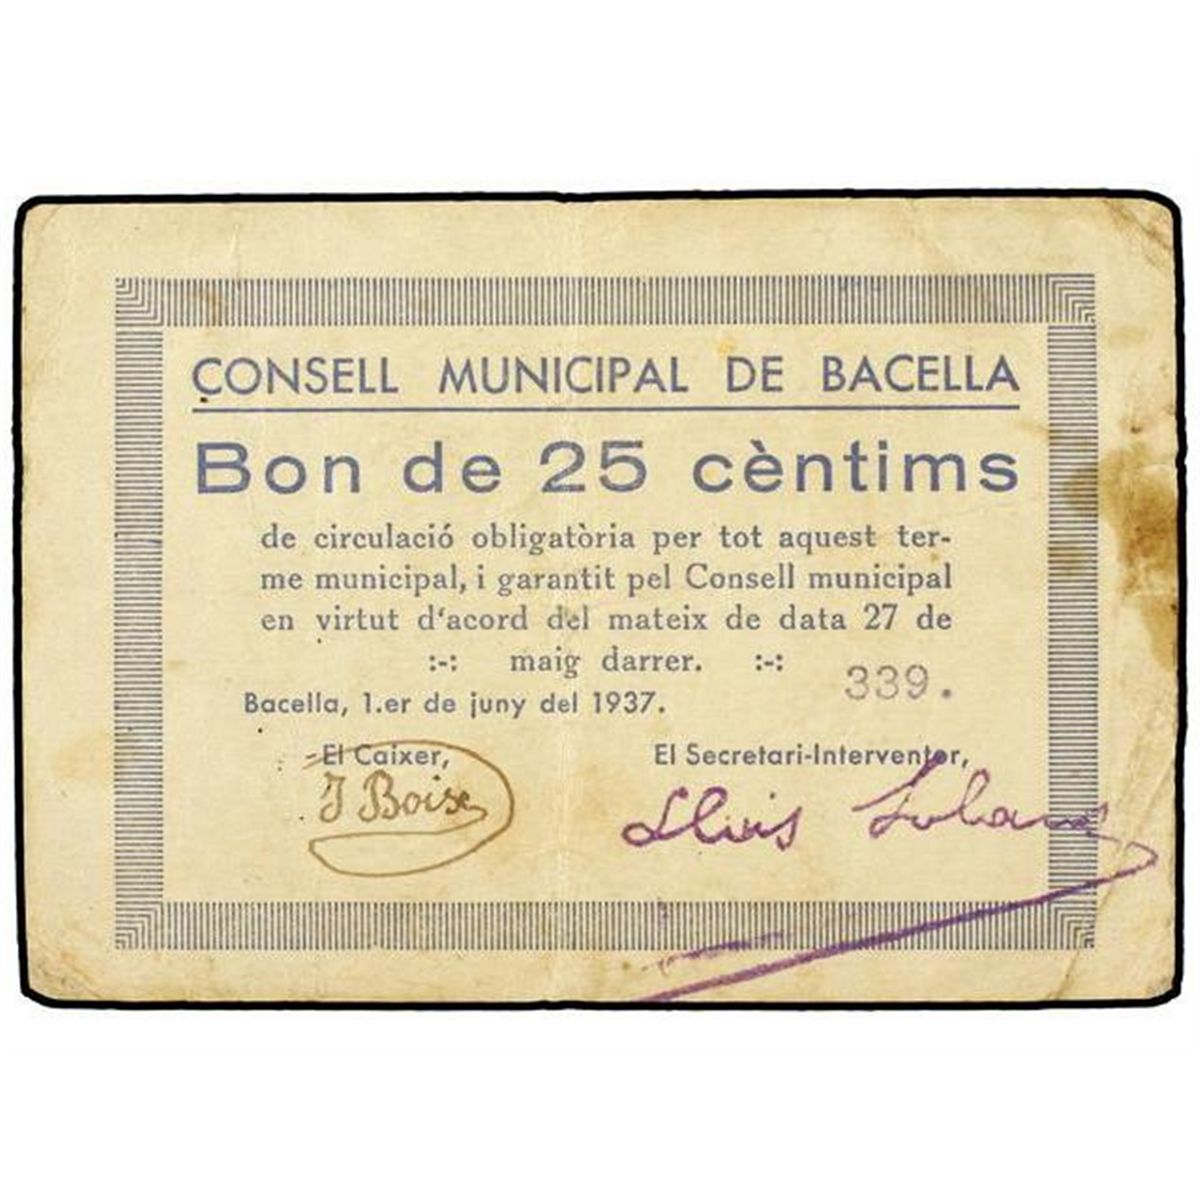 CONSELL MUNICIPAL DE BACELLA
Bon de 25 cèntims
de circulació obligatòria per tot aquest ter-
me municipal, i garantit pel Consell municipal
en virtut d'acord del mateix de data 27 de
:-: maig darrer. :-:
339.
Bacella, 1.er de juny del 1937.
El Caixer, El Secretari-Interventor,
J Boix Lluis